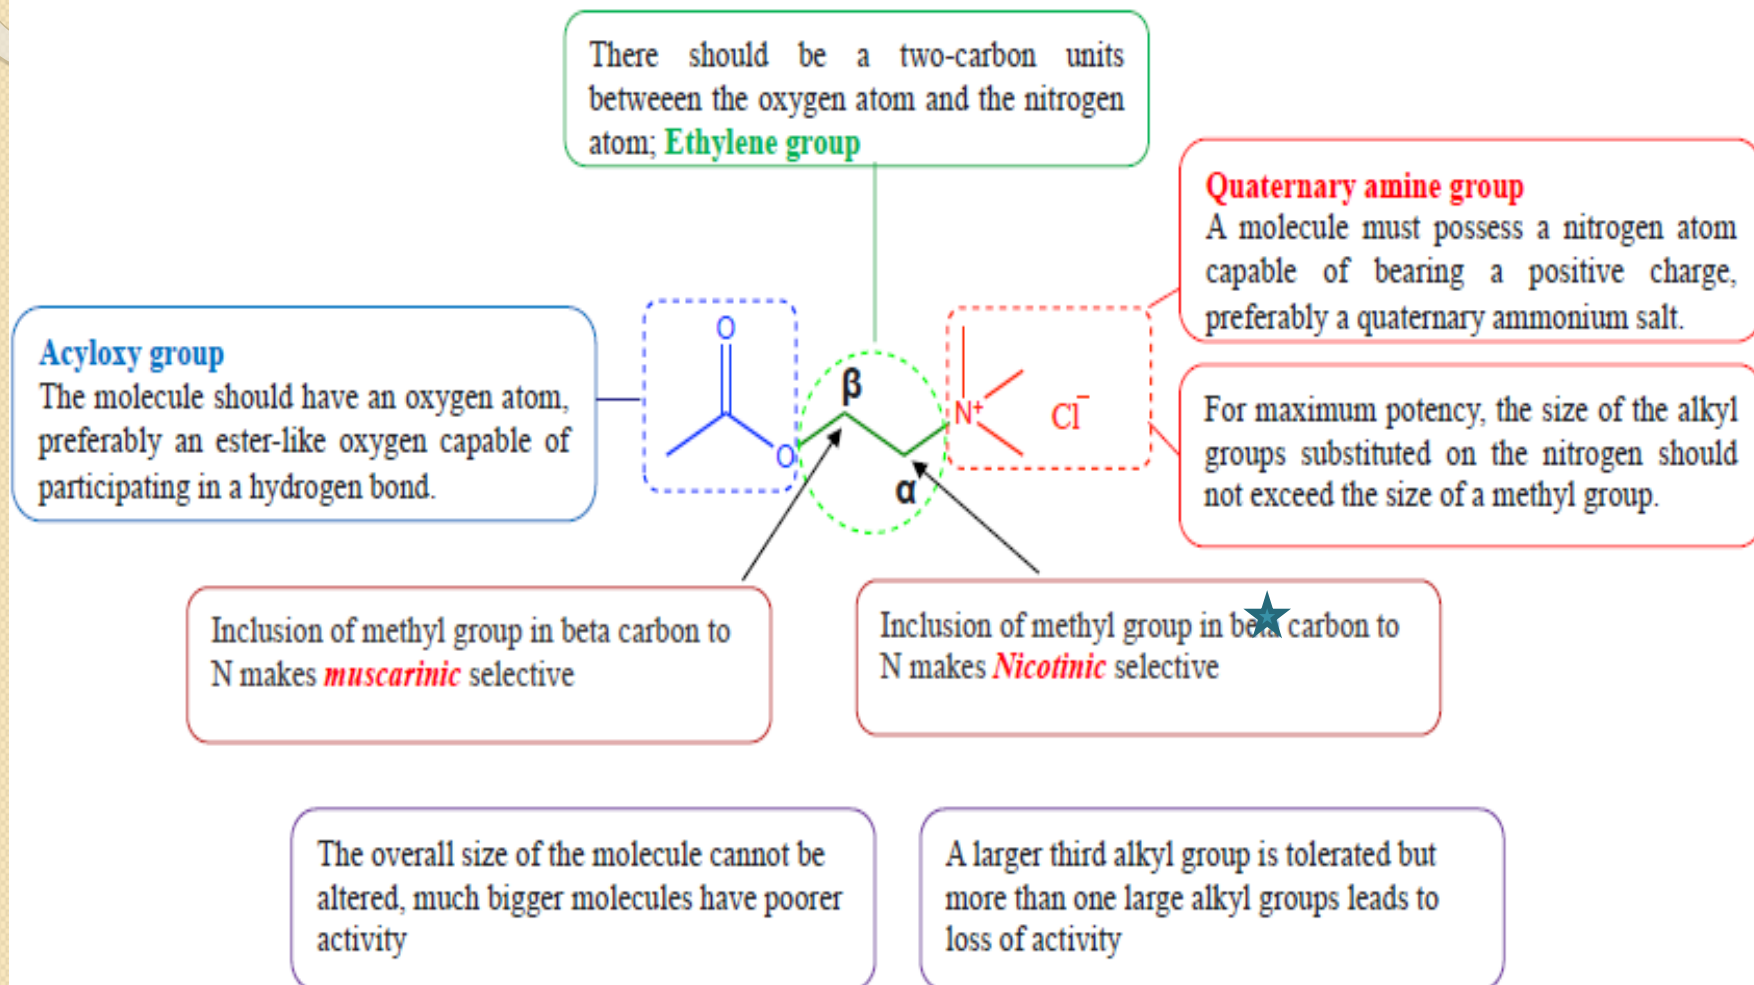 There should be a two-carbon units
betweeen the oxygen atom and the nitrogen
atom; Ethylene group
Quaternary amine group
A molecule must possess a nitrogen atom
capable of bearing a positive charge,
preferably a quaternary ammonium salt.
Acyloxy group
The molecule should have an oxygen atom,
preferably an ester-like oxygen capable of
participating in a hydrogen bond.
O
O
β
α
N+
Cl-
For maximum potency, the size of the alkyl
groups substituted on the nitrogen should
not exceed the size of a methyl group.
Inclusion of methyl group in beta carbon to
N makes muscarinic selective
Inclusion of methyl group in beta carbon to
N makes Nicotinic selective
The overall size of the molecule cannot be
altered, much bigger molecules have poorer
activity
A larger third alkyl group is tolerated but
more than one large alkyl groups leads to
loss of activity